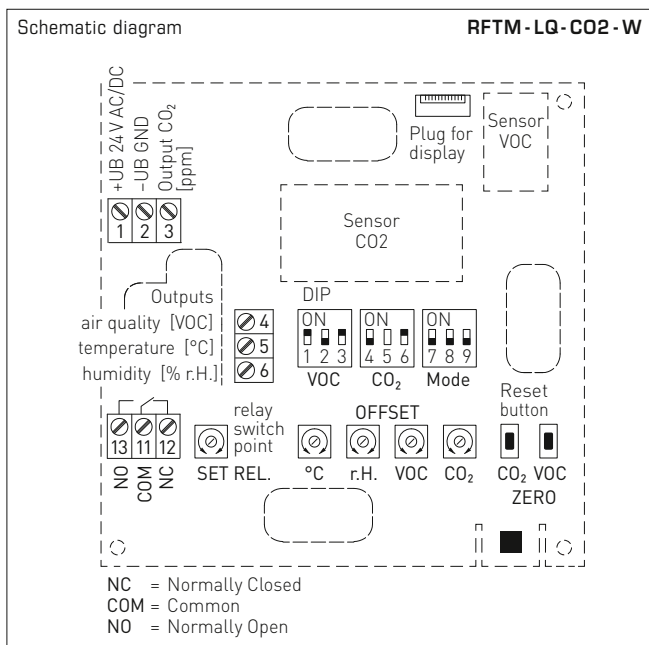 Schematic diagram
RFTM-LQ-CO2-W
+UB 24V AC/DC
-UB GND
Output CO₂
[ppm]
1 2 3
Plug for
display
Sensor
VOC
Sensor
CO2
Outputs
air quality [VOC]
temperature [°C]
humidity [% r.H.]
4
5
6
DIP
ON
1 2 3
VOC
ON
4 5 6
CO₂
ON
7 8 9
Mode
13 11 12
NO
COM
NC
relay
switch
point
SET REL.
OFFSET
°C
r.H.
VOC
CO₂
Reset
button
CO₂ VOC
ZERO
NC = Normally Closed
COM = Common
NO = Normally Open